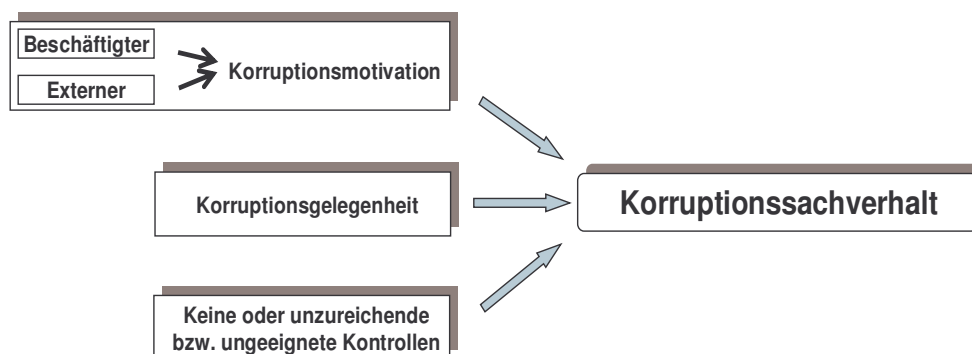 Beschäftigter
Externer
Korruptionsmotivation
Korruptionsgelegenheit
Keine oder unzureichende
bzw. ungeeignete Kontrollen
Korruptionssachverhalt